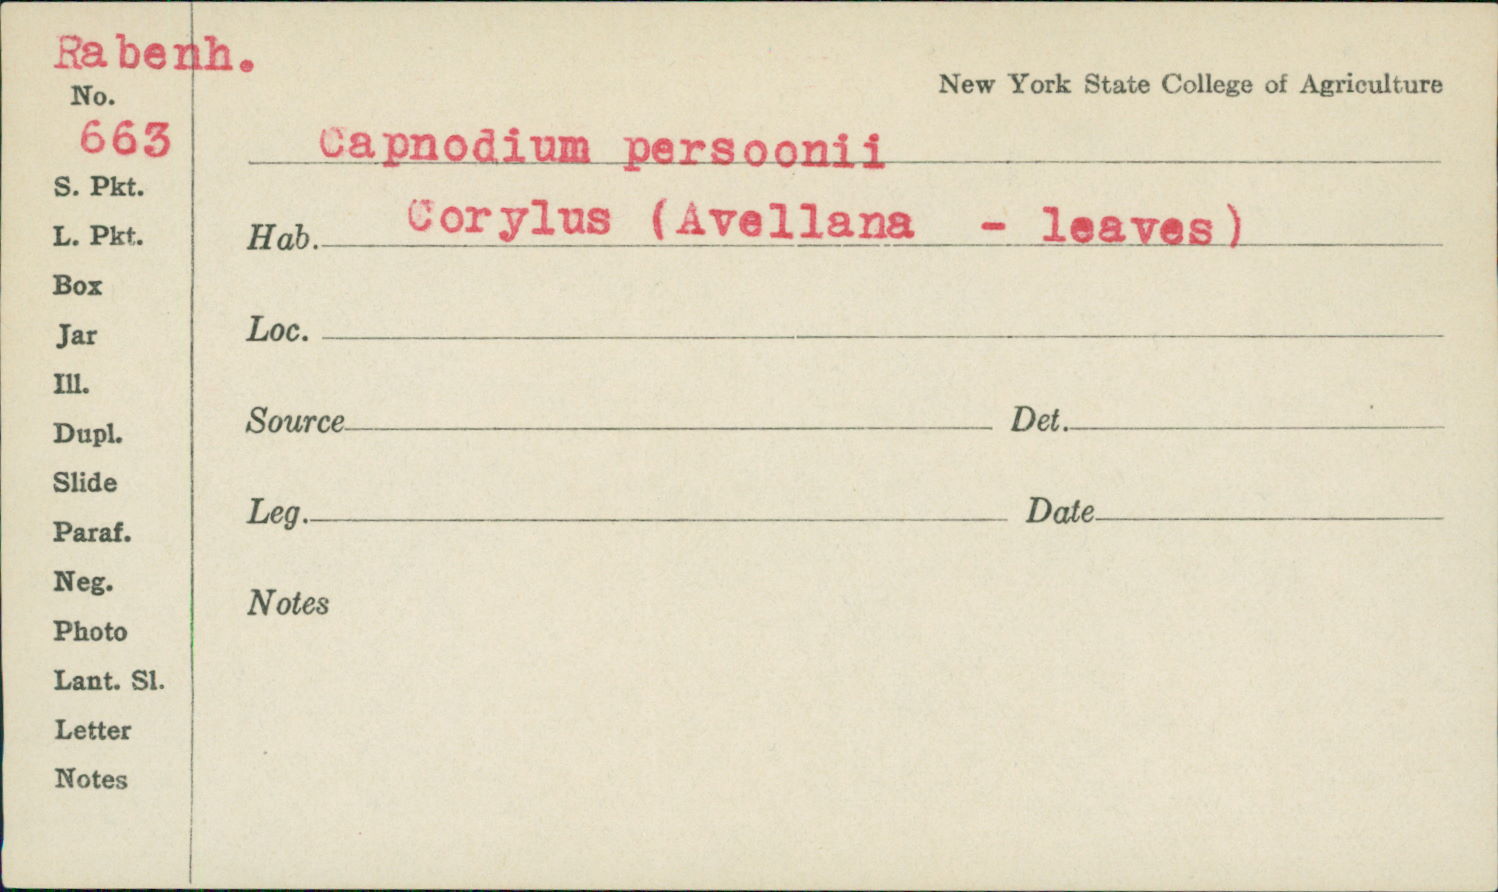 Rabenh.
No.
663
S. Pkt.
L. Pkt.
Box
Jar
Ill.
Dupl.
Slide
Paraf.
Neg.
Photo
Lant. Sl.
Letter
Notes
New York State College of Agriculture
Capnodium persoonii
Hab. Corylus (Avellana - leaves)
Loc.
Source Det.
Leg. Date
Notes